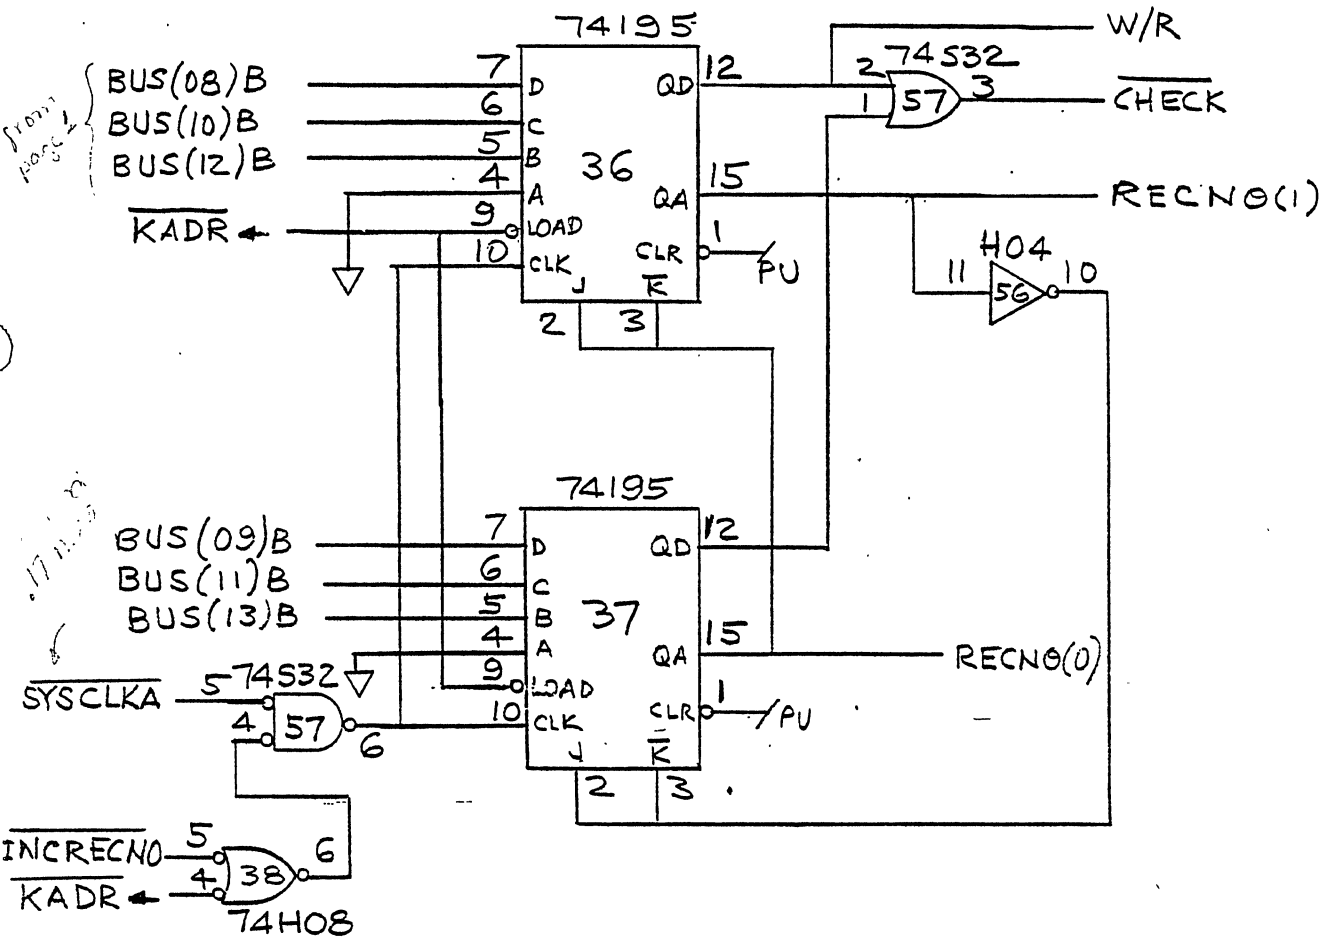 74195
W/R
from
page 1
BUS(08)B
7
D
QD
12
2
74S32
1
57
3
CHECK
BUS(10)B
6
C
BUS(12)B
5
B
36
4
A
QA
15
RECNO(1)
KADR
9
LOAD
10
CLK
CLR
1
PU
J
K
2
3
H04
11
56
10
74195
BUS(09)B
7
D
QD
12
BUS(11)B
6
C
BUS(13)B
5
B
37
4
A
QA
15
RECNO(0)
9
LOAD
10
CLK
CLR
1
PU
J
K
2
3
SYSCLKA
5
74S32
4
57
6
INCRECNO
5
KADR
4
38
6
74H08